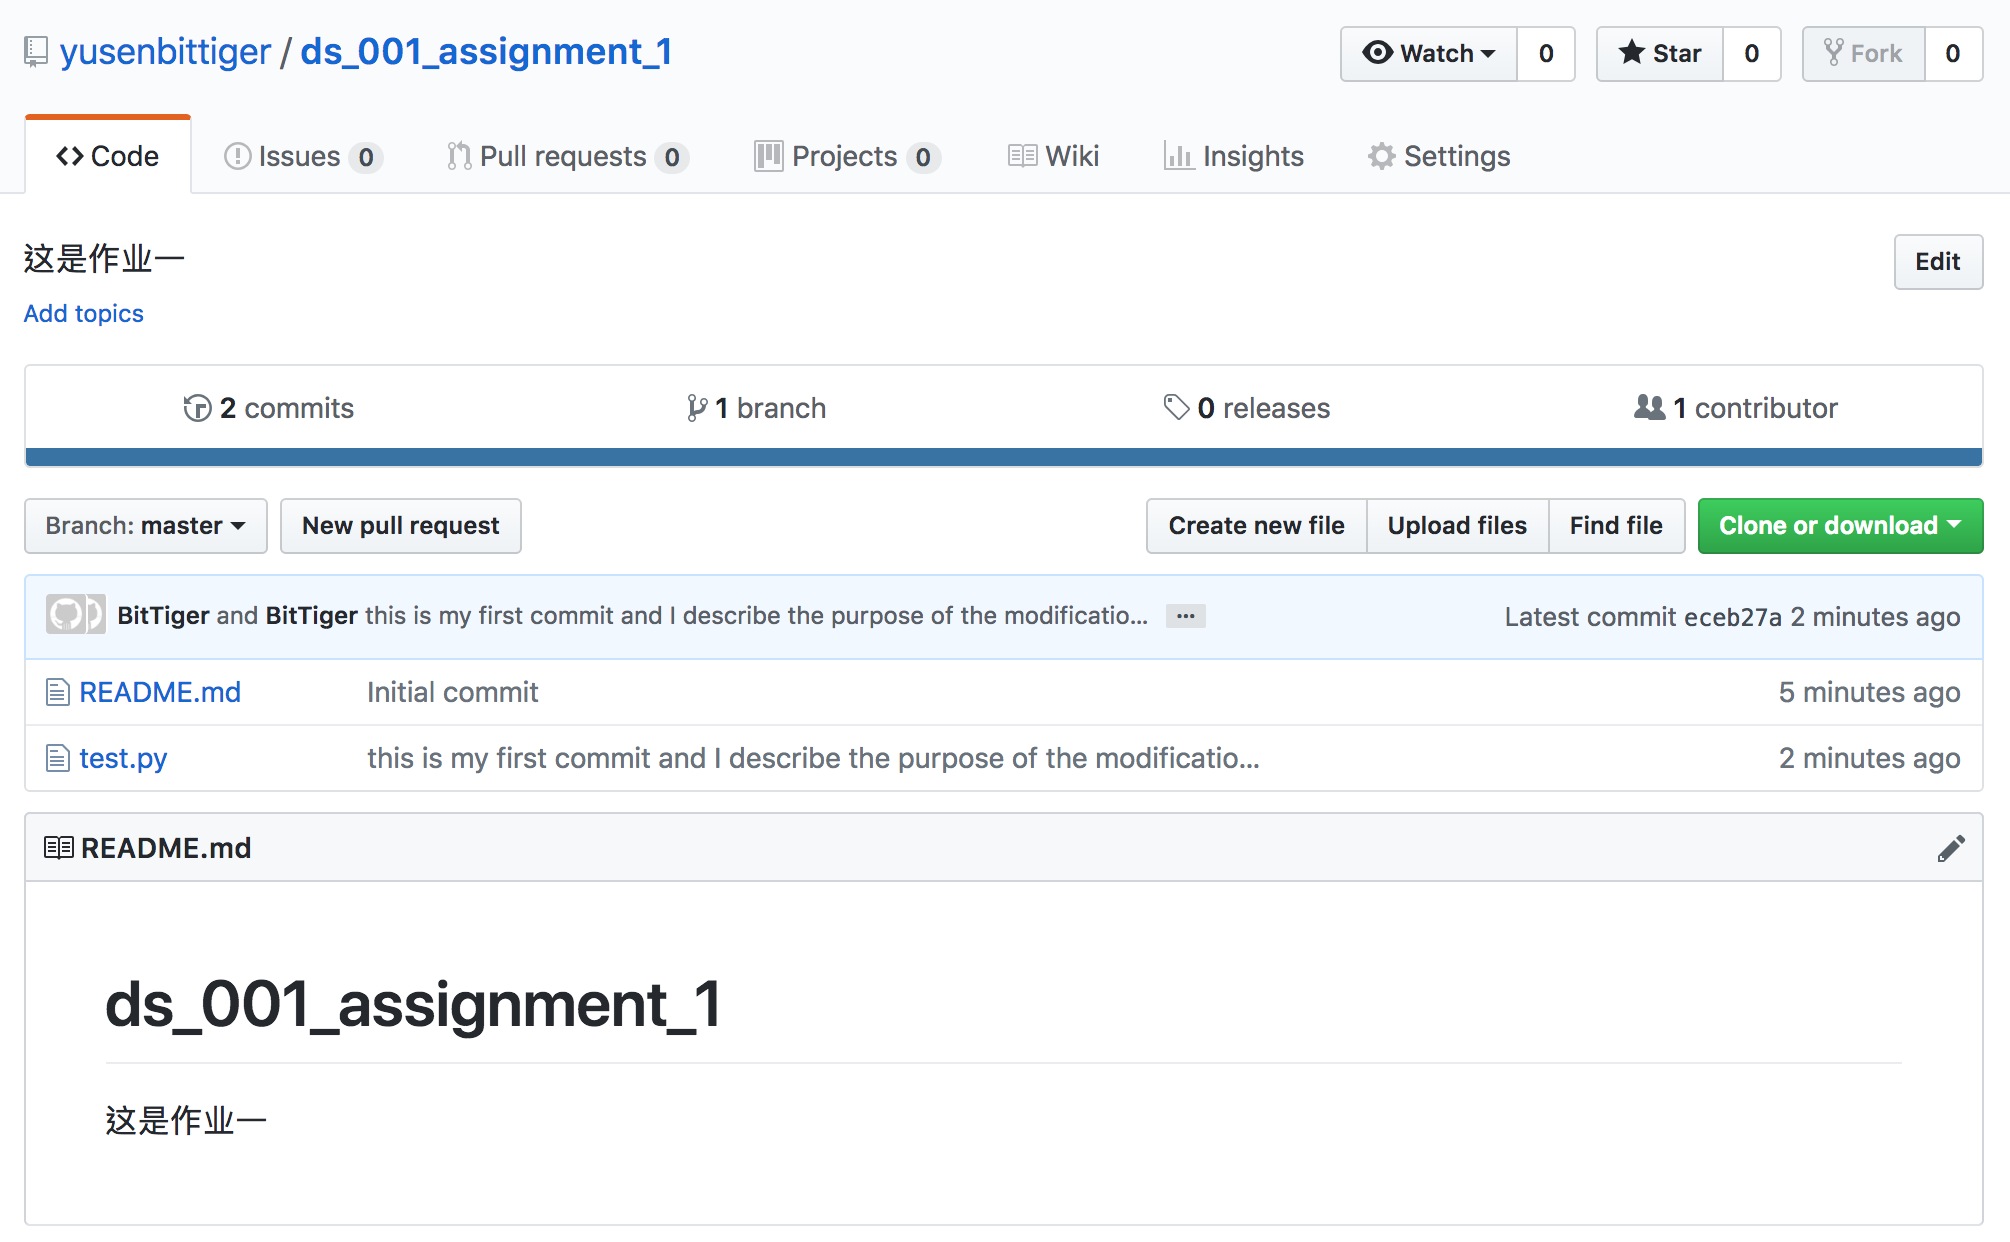 yusenbittiger / ds_001_assignment_1
Watch 0 Star 0 Fork 0
Code Issues 0 Pull requests 0 Projects 0 Wiki Insights Settings
这是作业一
Edit
Add topics
2 commits 1 branch 0 releases 1 contributor
Branch: master New pull request Create new file Upload files Find file Clone or download
BitTiger and BitTiger this is my first commit and I describe the purpose of the modificatio... ... Latest commit eceb27a 2 minutes ago
README.md Initial commit 5 minutes ago
test.py this is my first commit and I describe the purpose of the modificatio... 2 minutes ago
README.md
ds_001_assignment_1
这是作业一